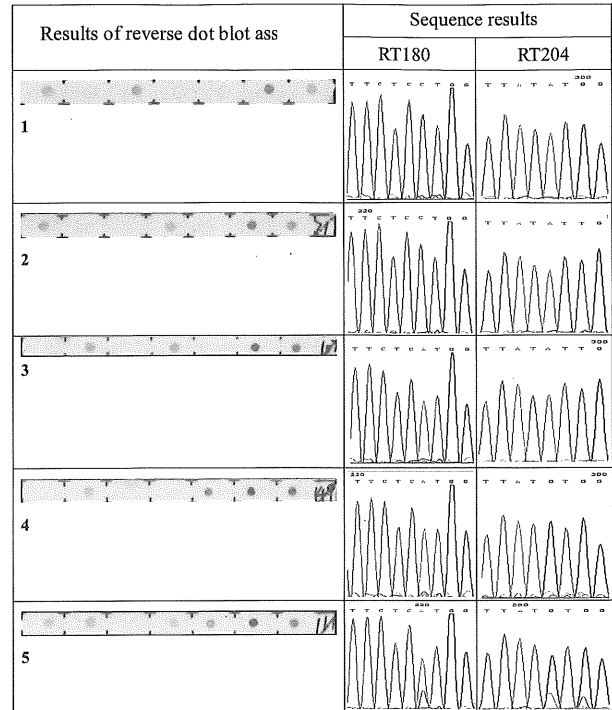 Results of reverse dot blot ass
Sequence results
RT180
RT204
300
T T C T C C T G G
T T A T A T G G
1
220
T T C T C C T G G
T T A T A T T G
2
300
T T C T C A T G G
T T A T A T T G
3
220
300
T T C T C A T G G
T T A T G T G G
4
220
290
T T C T C A T G G
T T A T G T G G
5